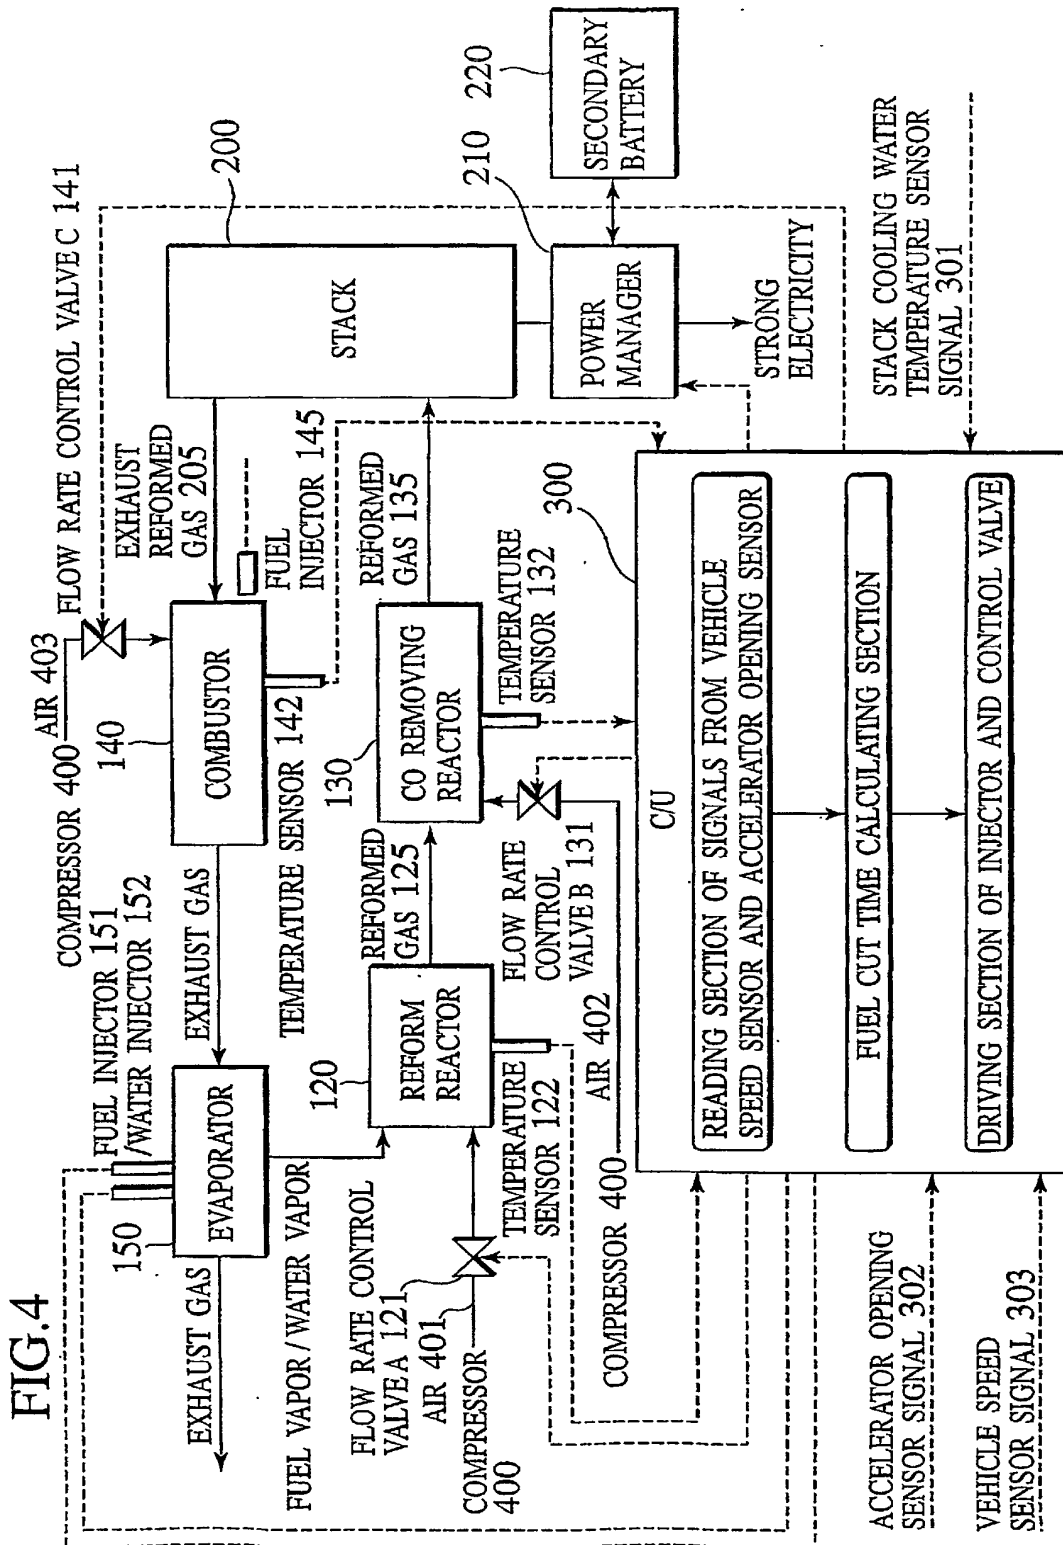 FIG.4
COMPRESSOR 400
AIR 403
FLOW RATE CONTROL VALVE C 141
FUEL INJECTOR 151
/WATER INJECTOR 152
150
EVAPORATOR
EXHAUST GAS
EXHAUST GAS
140
COMBUSTOR
EXHAUST
REFORMED
GAS 205
FUEL
INJECTOR 145
TEMPERATURE SENSOR 142
200
STACK
FUEL VAPOR/WATER VAPOR
120
REFORM
REACTOR
REFORMED
GAS 125
130
CO REMOVING
REACTOR
REFORMED
GAS 135
FLOW RATE CONTROL
VALVE A 121
AIR 401
COMPRESSOR
400
TEMPERATURE
SENSOR 122
FLOW RATE
CONTROL
VALVE B 131
TEMPERATURE
SENSOR 132
210
POWER
MANAGER
220
SECONDARY
BATTERY
STRONG
ELECTRICITY
COMPRESSOR 400
AIR 402
300
C/U
READING SECTION OF SIGNALS FROM VEHICLE
SPEED SENSOR AND ACCELERATOR OPENING SENSOR
FUEL CUT TIME CALCULATING SECTION
DRIVING SECTION OF INJECTOR AND CONTROL VALVE
STACK COOLING WATER
TEMPERATURE SENSOR
SIGNAL 301
ACCELERATOR OPENING
SENSOR SIGNAL 302
VEHICLE SPEED
SENSOR SIGNAL 303